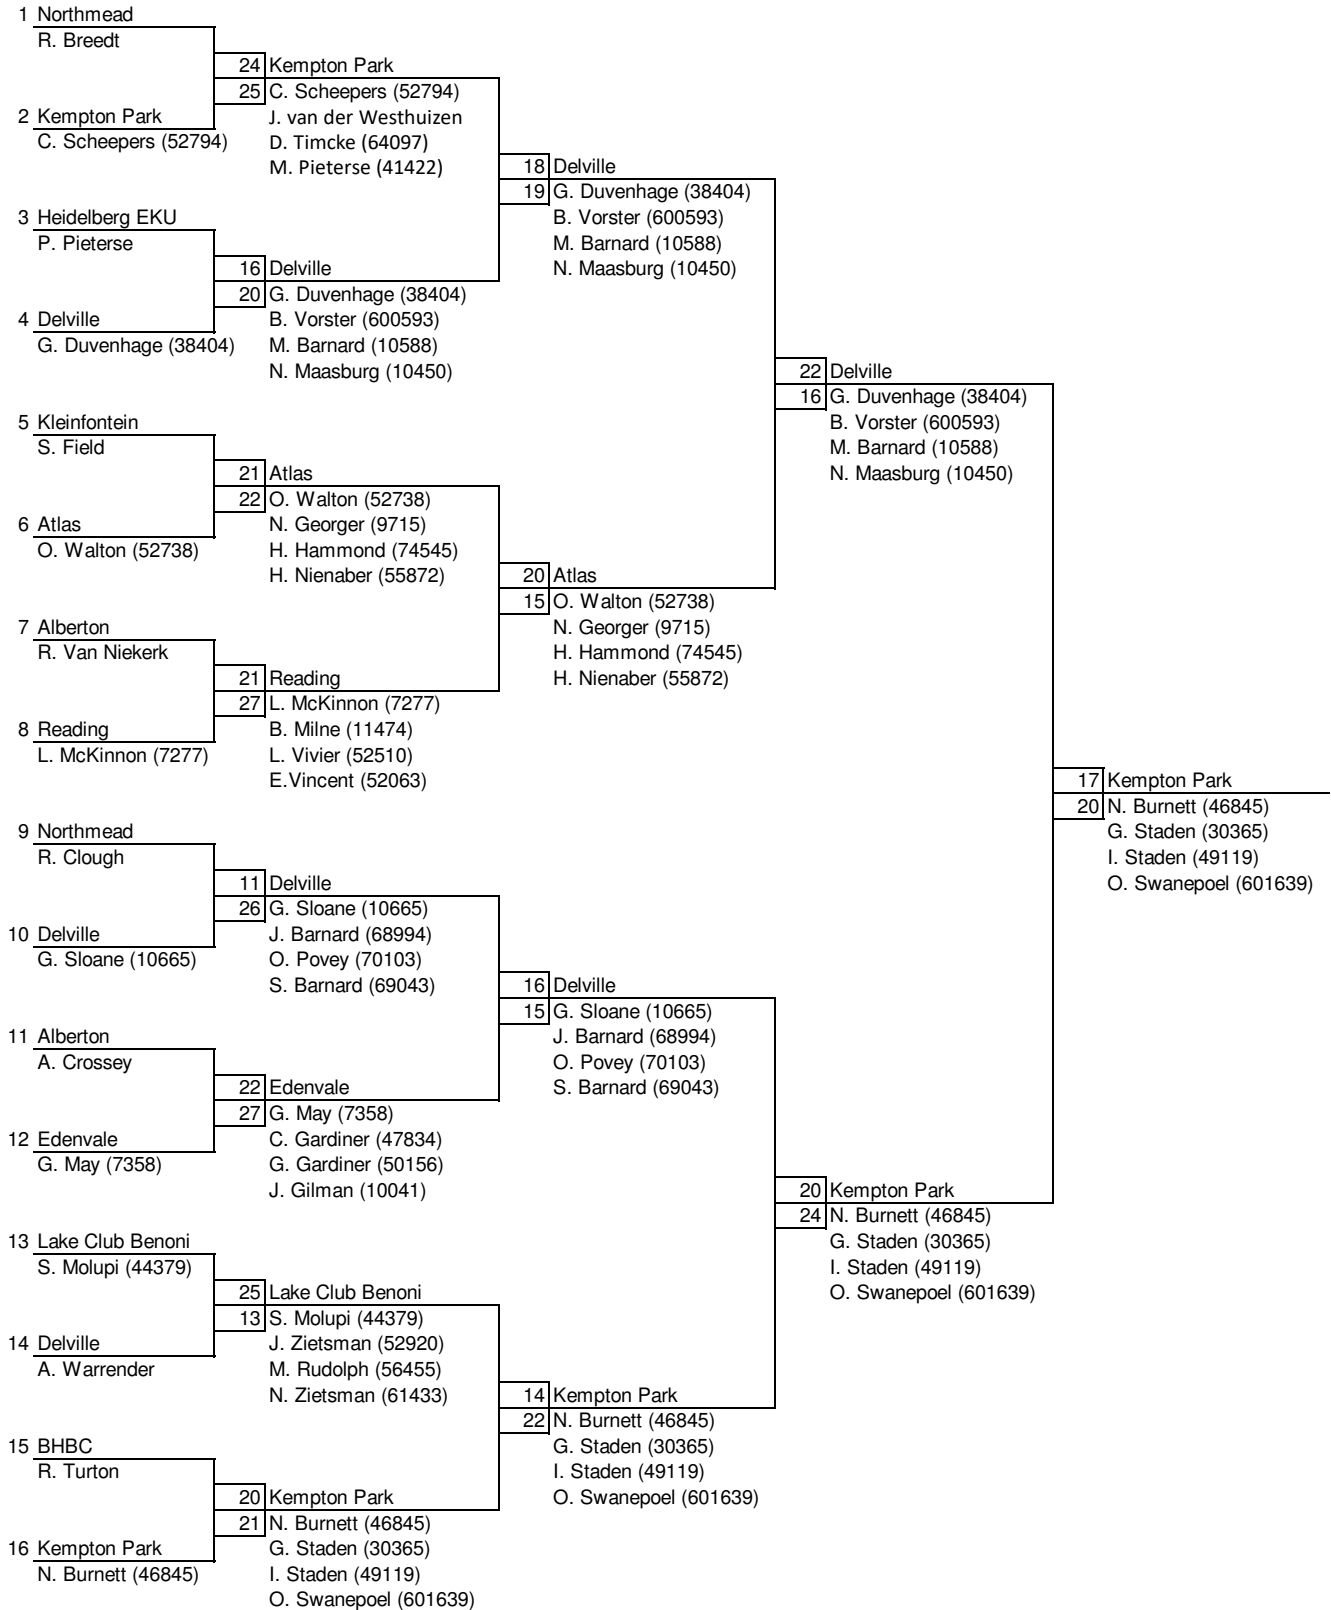 1 Northmead
R. Breedt
24 Kempton Park
25 C. Scheepers (52794)
J. van der Westhuizen
D. Timcke (64097)
M. Pieterse (41422)
2 Kempton Park
C. Scheepers (52794)
18 Delville
19 G. Duvenhage (38404)
B. Vorster (600593)
M. Barnard (10588)
N. Maasburg (10450)
3 Heidelberg EKU
P. Pieterse
16 Delville
20 G. Duvenhage (38404)
B. Vorster (600593)
M. Barnard (10588)
N. Maasburg (10450)
4 Delville
G. Duvenhage (38404)
22 Delville
16 G. Duvenhage (38404)
B. Vorster (600593)
M. Barnard (10588)
N. Maasburg (10450)
5 Kleinfontein
S. Field
21 Atlas
22 O. Walton (52738)
N. Georger (9715)
H. Hammond (74545)
H. Nienaber (55872)
6 Atlas
O. Walton (52738)
20 Atlas
15 O. Walton (52738)
N. Georger (9715)
H. Hammond (74545)
H. Nienaber (55872)
7 Alberton
R. Van Niekerk
21 Reading
27 L. McKinnon (7277)
B. Milne (11474)
L. Vivier (52510)
E.Vincent (52063)
8 Reading
L. McKinnon (7277)
17 Kempton Park
20 N. Burnett (46845)
G. Staden (30365)
I. Staden (49119)
O. Swanepoel (601639)
9 Northmead
R. Clough
11 Delville
26 G. Sloane (10665)
J. Barnard (68994)
O. Povey (70103)
S. Barnard (69043)
10 Delville
G. Sloane (10665)
16 Delville
15 G. Sloane (10665)
J. Barnard (68994)
O. Povey (70103)
S. Barnard (69043)
11 Alberton
A. Crossey
22 Edenvale
27 G. May (7358)
C. Gardiner (47834)
G. Gardiner (50156)
J. Gilman (10041)
12 Edenvale
G. May (7358)
20 Kempton Park
24 N. Burnett (46845)
G. Staden (30365)
I. Staden (49119)
O. Swanepoel (601639)
13 Lake Club Benoni
S. Molupi (44379)
25 Lake Club Benoni
13 S. Molupi (44379)
J. Zietsman (52920)
M. Rudolph (56455)
N. Zietsman (61433)
14 Delville
A. Warrender
14 Kempton Park
22 N. Burnett (46845)
G. Staden (30365)
I. Staden (49119)
O. Swanepoel (601639)
15 BHBC
R. Turton
20 Kempton Park
21 N. Burnett (46845)
G. Staden (30365)
I. Staden (49119)
O. Swanepoel (601639)
16 Kempton Park
N. Burnett (46845)